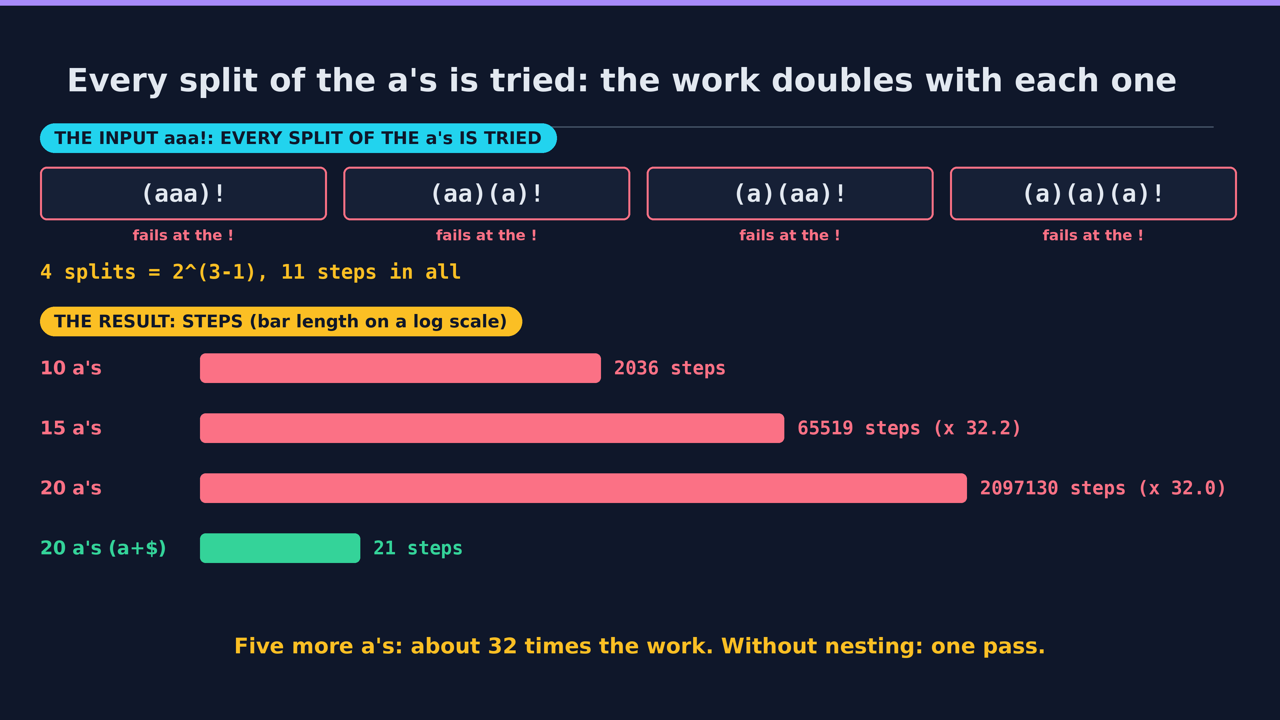 Every split of the a's is tried: the work doubles with each one
THE INPUT aaa!: EVERY SPLIT OF THE a's IS TRIED
(aaa)! (aa)(a)! (a)(aa)! (a)(a)(a)!
fails at the ! fails at the ! fails at the ! fails at the !
4 splits = 2^(3-1), 11 steps in all
THE RESULT: STEPS (bar length on a log scale)
10 a's 2036 steps
15 a's 65519 steps (x 32.2)
20 a's 2097130 steps (x 32.0)
20 a's (a+$) 21 steps
Five more a's: about 32 times the work. Without nesting: one pass.